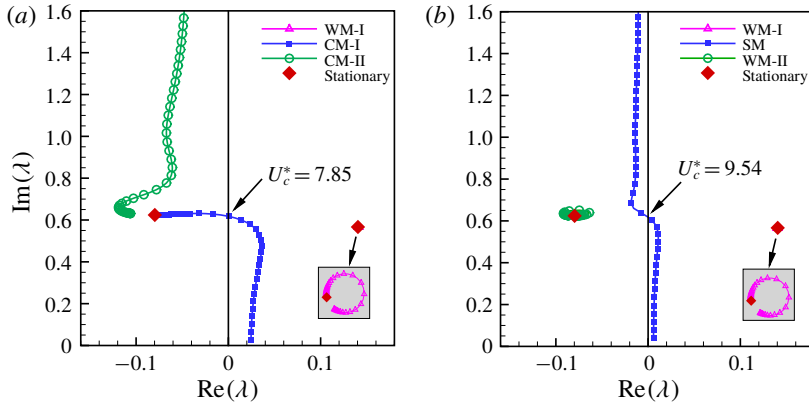 (a)
1.6
1.4
1.2
1.0
0.8
0.6
0.4
0.2
0
Im(λ)
−0.1
0
0.1
Re(λ)
WM-I
CM-I
CM-II
Stationary
U*c = 7.85
(b)
1.6
1.4
1.2
1.0
0.8
0.6
0.4
0.2
0
−0.1
0
0.1
Re(λ)
WM-I
SM
WM-II
Stationary
U*c = 9.54